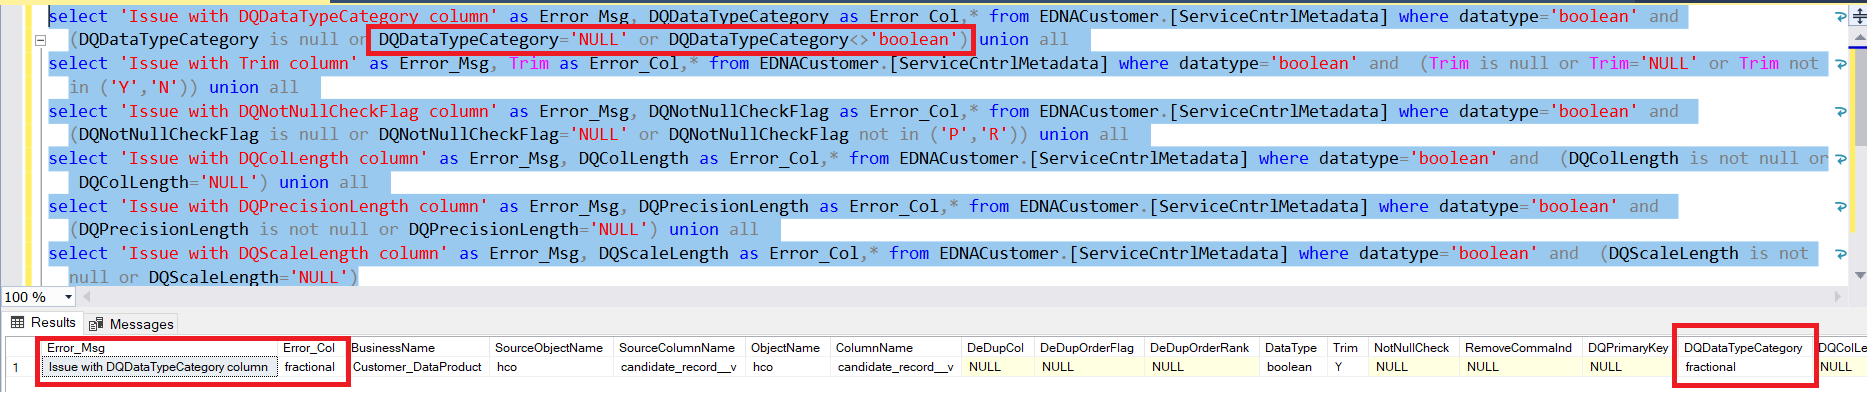 select 'Issue with DQDataTypeCategory column' as Error_Msg, DQDataTypeCategory as Error_Col,* from EDNACustomer.[ServiceCntrlMetadata] where datatype='boolean' and
(DQDataTypeCategory is null or DQDataTypeCategory='NULL' or DQDataTypeCategory<>'boolean') union all
select 'Issue with Trim column' as Error_Msg, Trim as Error_Col,* from EDNACustomer.[ServiceCntrlMetadata] where datatype='boolean' and (Trim is null or Trim='NULL' or Trim not
in ('Y','N')) union all
select 'Issue with DQNotNullCheckFlag column' as Error_Msg, DQNotNullCheckFlag as Error_Col,* from EDNACustomer.[ServiceCntrlMetadata] where datatype='boolean' and
(DQNotNullCheckFlag is null or DQNotNullCheckFlag='NULL' or DQNotNullCheckFlag not in ('P','R')) union all
select 'Issue with DQColLength column' as Error_Msg, DQColLength as Error_Col,* from EDNACustomer.[ServiceCntrlMetadata] where datatype='boolean' and (DQColLength is not null or
DQColLength='NULL') union all
select 'Issue with DQPrecisionLength column' as Error_Msg, DQPrecisionLength as Error_Col,* from EDNACustomer.[ServiceCntrlMetadata] where datatype='boolean' and
(DQPrecisionLength is not null or DQPrecisionLength='NULL') union all
select 'Issue with DQScaleLength column' as Error_Msg, DQScaleLength as Error_Col,* from EDNACustomer.[ServiceCntrlMetadata] where datatype='boolean' and (DQScaleLength is not
null or DQScaleLength='NULL')
100 %
Results Messages
Error_Msg Error_Col BusinessName SourceObjectName SourceColumnName ObjectName ColumnName DeDupCol DeDupOrderFlag DeDupOrderRank DataType Trim NotNullCheck RemoveCommaInd DQPrimaryKey DQDataTypeCategory DQColLe
1 Issue with DQDataTypeCategory column fractional Customer_DataProduct hco candidate_record__v hco candidate_record__v NULL NULL NULL boolean Y NULL NULL NULL fractional NULL